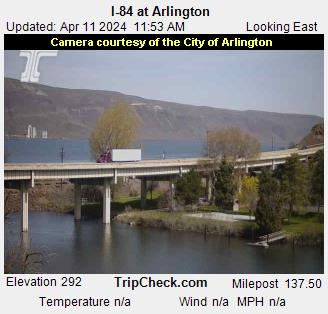 I-84 at Arlington
Updated: Apr 11 2024 11:53 AM Looking East
Camera courtesy of the City of Arlington
Elevation 292 TripCheck.com Milepost 137.50
Temperature n/a Wind n/a MPH n/a